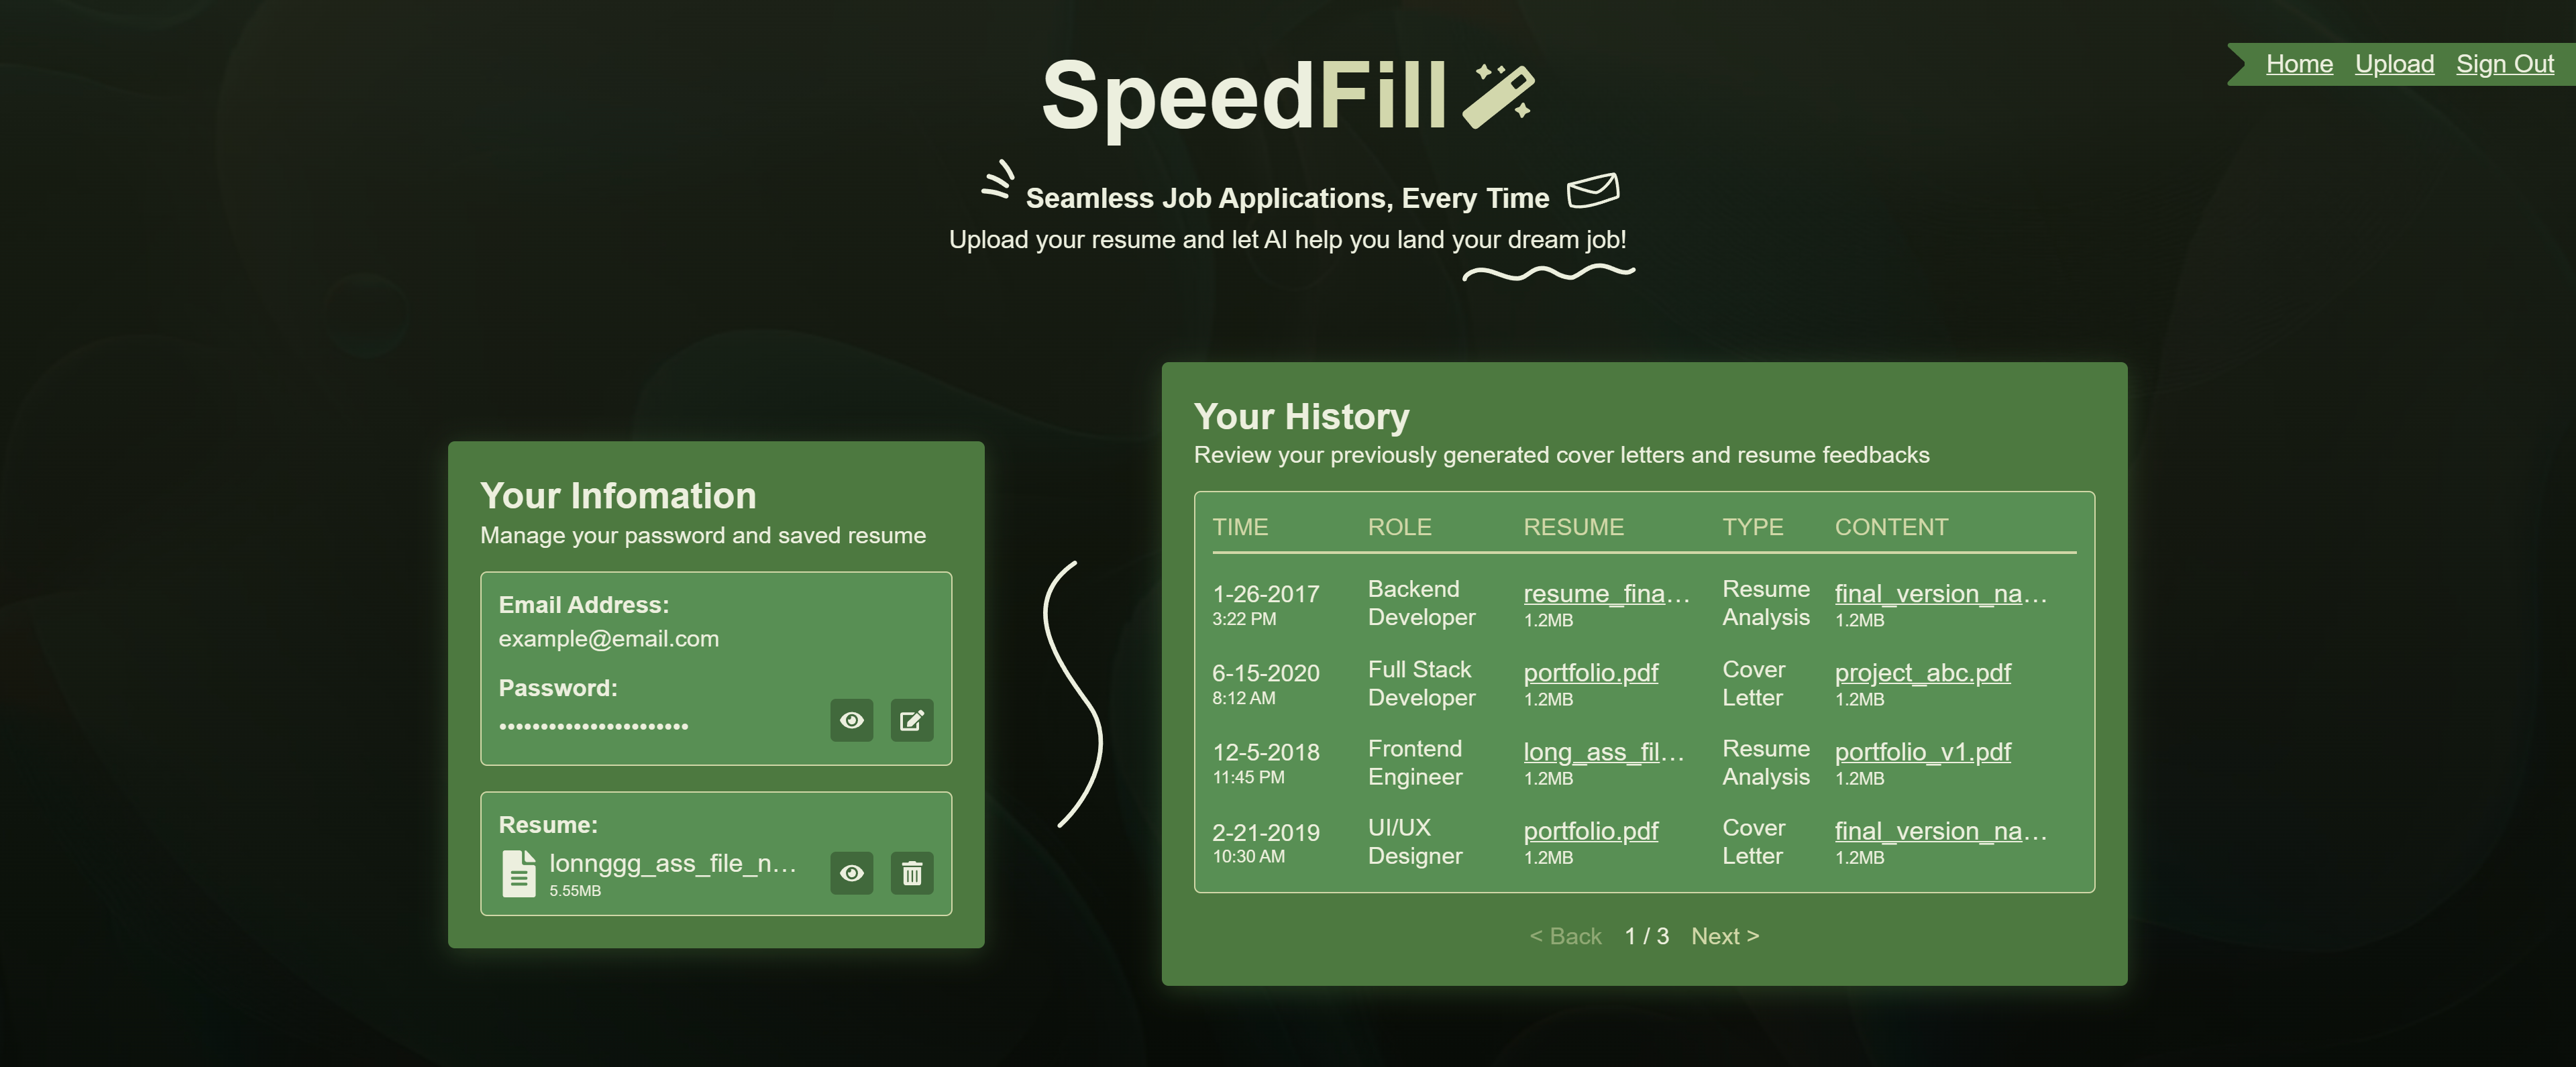 Home Upload Sign Out
SpeedFill
Seamless Job Applications, Every Time
Upload your resume and let AI help you land your dream job!
Your Infomation
Manage your password and saved resume
Email Address:
example@email.com
Password:
•••••••••••••••••••••••
Resume:
lonnggg_ass_file_n...
5.55MB
Your History
Review your previously generated cover letters and resume feedbacks
TIME ROLE RESUME TYPE CONTENT
1-26-2017 Backend resume_fina... Resume final_version_na...
3:22 PM Developer 1.2MB Analysis 1.2MB
6-15-2020 Full Stack portfolio.pdf Cover project_abc.pdf
8:12 AM Developer 1.2MB Letter 1.2MB
12-5-2018 Frontend long_ass_fil... Resume portfolio_v1.pdf
11:45 PM Engineer 1.2MB Analysis 1.2MB
2-21-2019 UI/UX portfolio.pdf Cover final_version_na...
10:30 AM Designer 1.2MB Letter 1.2MB
< Back 1 / 3 Next >